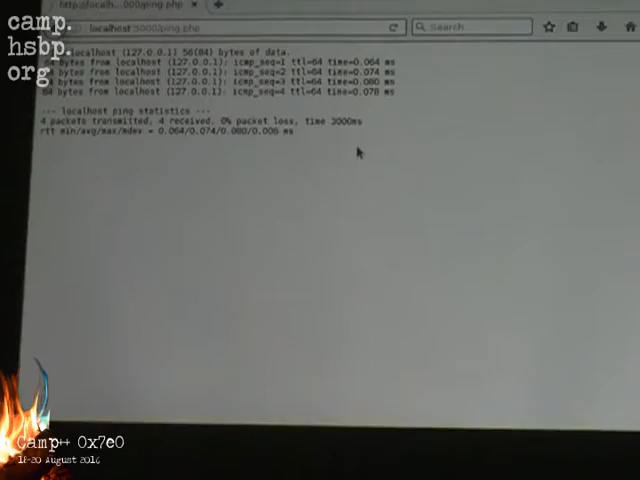 camp.
hsbp.
org
http://localh...000/ping.php
localhost:5000/ping.php
Search
localhost (127.0.0.1) 56(84) bytes of data.
bytes from localhost (127.0.0.1): icmp_seq=1 ttl=64 time=0.064 ms
bytes from localhost (127.0.0.1): icmp_seq=2 ttl=64 time=0.074 ms
bytes from localhost (127.0.0.1): icmp_seq=3 ttl=64 time=0.080 ms
64 bytes from localhost (127.0.0.1): icmp_seq=4 ttl=64 time=0.078 ms
--- localhost ping statistics ---
4 packets transmitted, 4 received, 0% packet loss, time 3000ms
rtt min/avg/max/mdev = 0.064/0.074/0.080/0.006 ms
Camp++ 0x7e0
18-20 August 2016